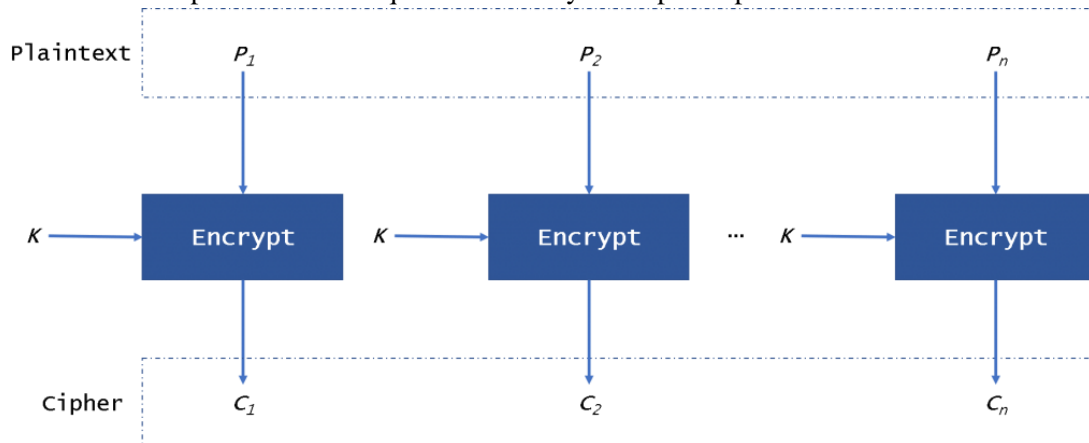 Plaintext P1 P2 Pn
K Encrypt K Encrypt ... K Encrypt
Cipher C1 C2 Cn